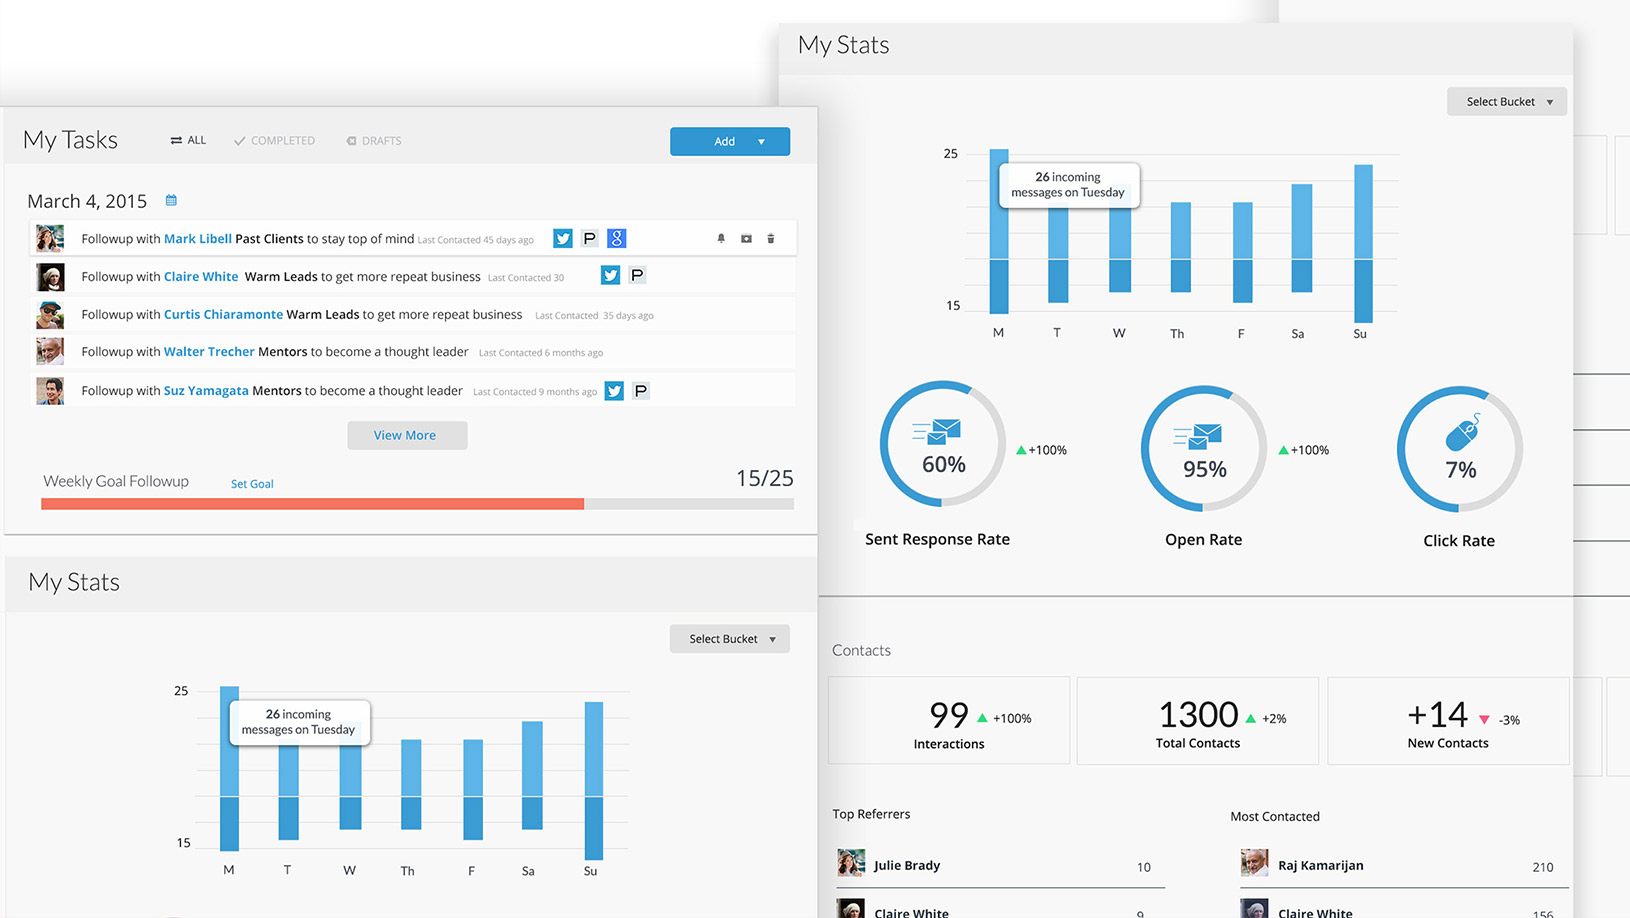 My Tasks
ALL
COMPLETED
DRAFTS
Add
March 4, 2015
Followup with Mark Libell Past Clients to stay top of mind Last Contacted 45 days ago
P
g
Followup with Claire White Warm Leads to get more repeat business Last Contacted 30
P
Followup with Curtis Chiaramonte Warm Leads to get more repeat business Last Contacted 35 days ago
Followup with Walter Trecher Mentors to become a thought leader Last Contacted 6 months ago
Followup with Suz Yamagata Mentors to become a thought leader Last Contacted 9 months ago
P
View More
Weekly Goal Followup
Set Goal
15/25
My Stats
Select Bucket
25
26 incoming
messages on Tuesday
15
M T W Th F Sa Su
My Stats
Select Bucket
25
26 incoming
messages on Tuesday
15
M T W Th F Sa Su
60%
+100%
Sent Response Rate
95%
+100%
Open Rate
7%
Click Rate
Contacts
99 +100%
Interactions
1300 +2%
Total Contacts
+14 -3%
New Contacts
Top Referrers
Julie Brady 10
Claire White 9
Most Contacted
Raj Kamarijan 210
Claire White 156